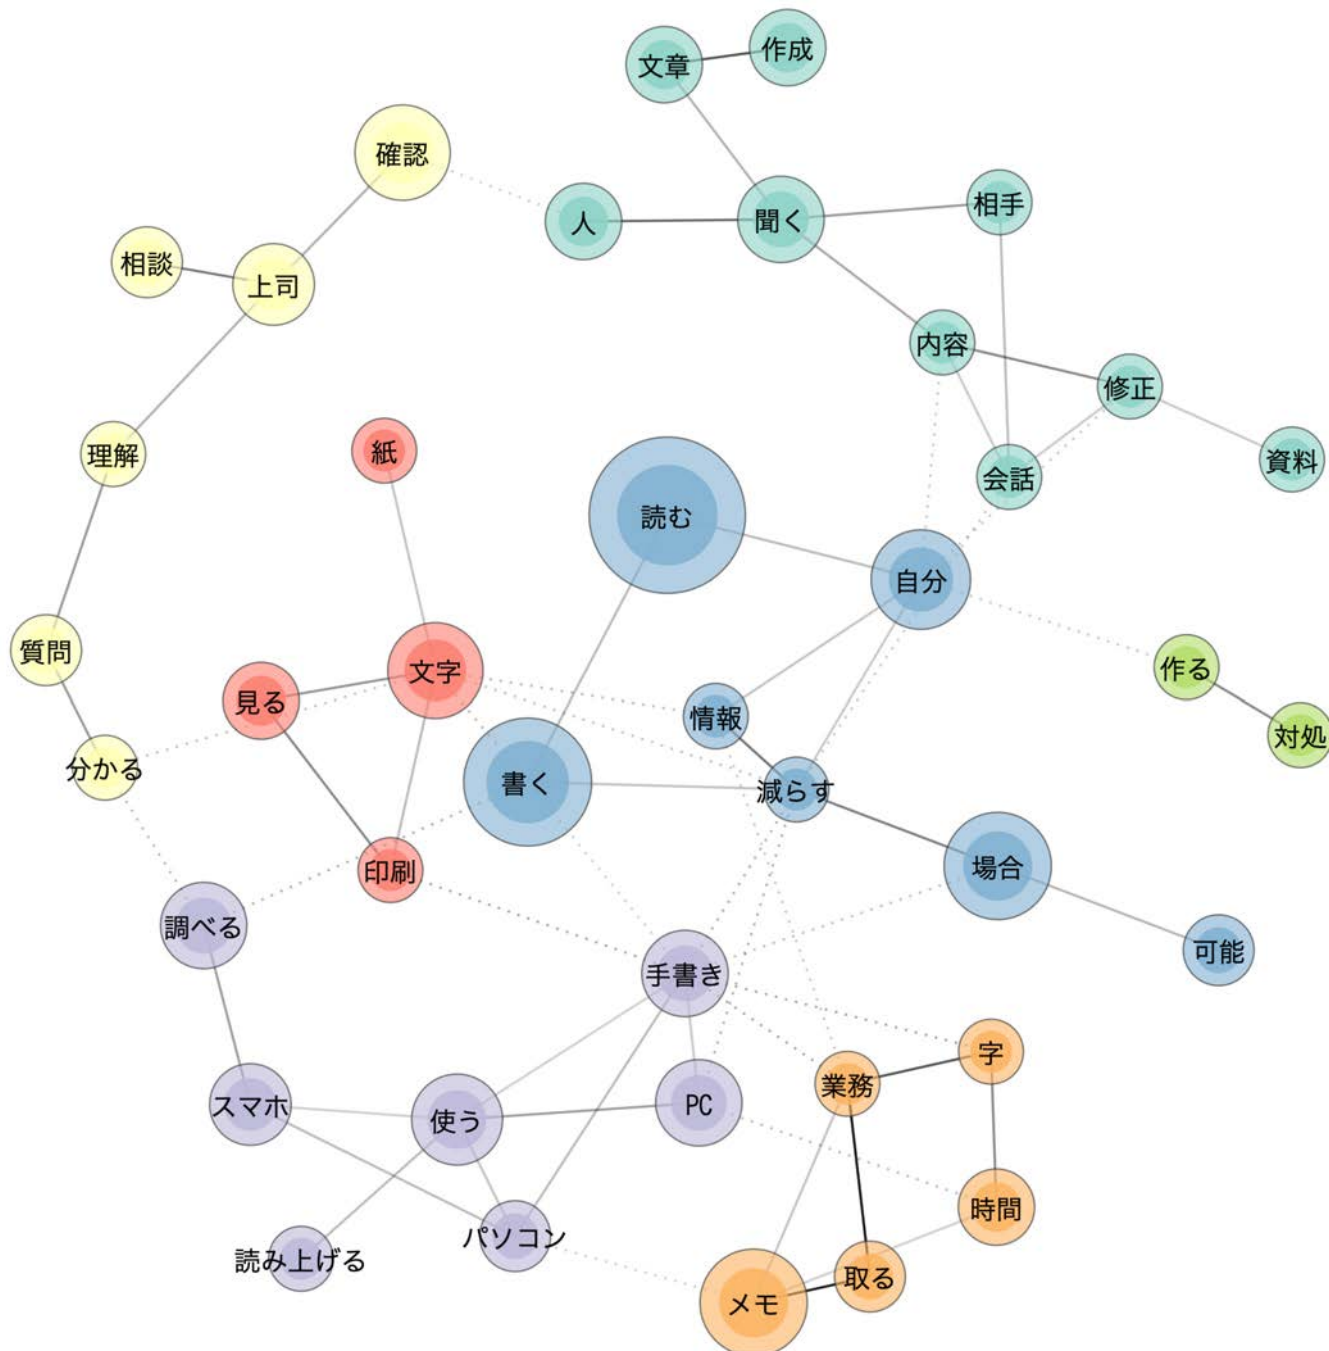 作成
文章
確認
相手
人
聞く
相談
上司
内容
修正
紙
理解
資料
会話
読む
自分
質問
作る
文字
見る
情報
対処
分かる
書く
減らす
場合
印刷
調べる
可能
手書き
字
業務
スマホ
PC
使う
時間
パソコン
読み上げる
取る
メモ